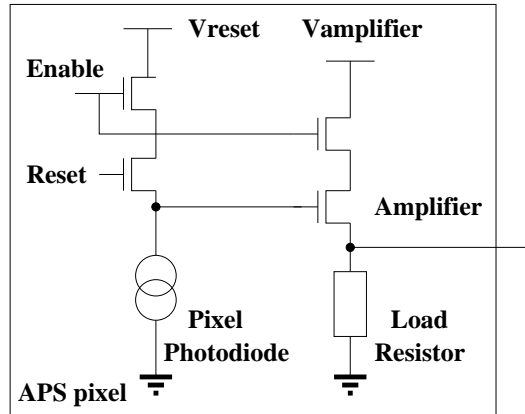 Vreset
Vamplifier
Enable
Reset
Amplifier
Pixel
Photodiode
Load
Resistor
APS pixel